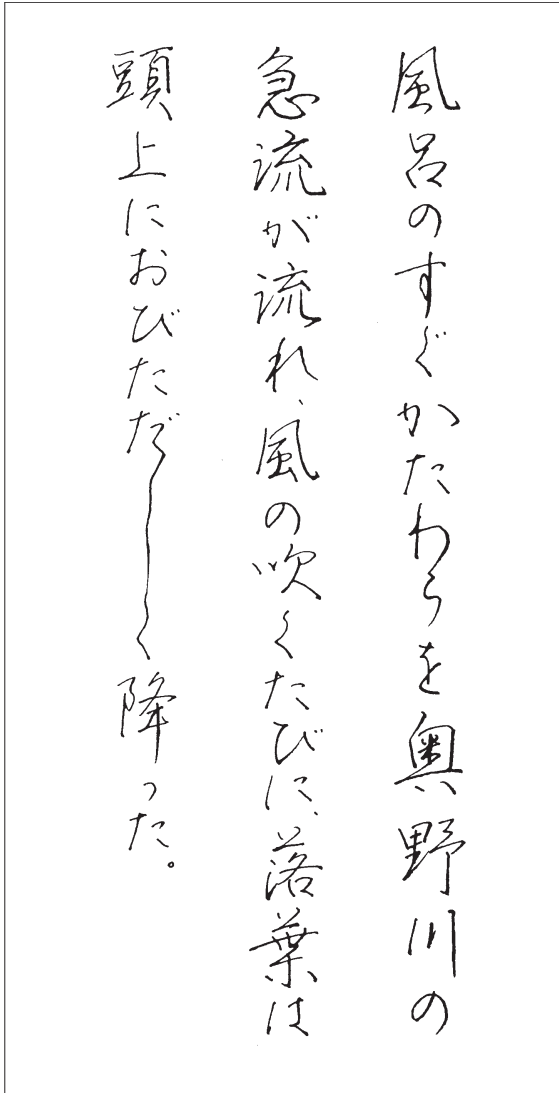 風呂のすぐかたわらを奥野川の
急流が流れ、風の吹くたびに、落葉は
頭上におびただしく降った。